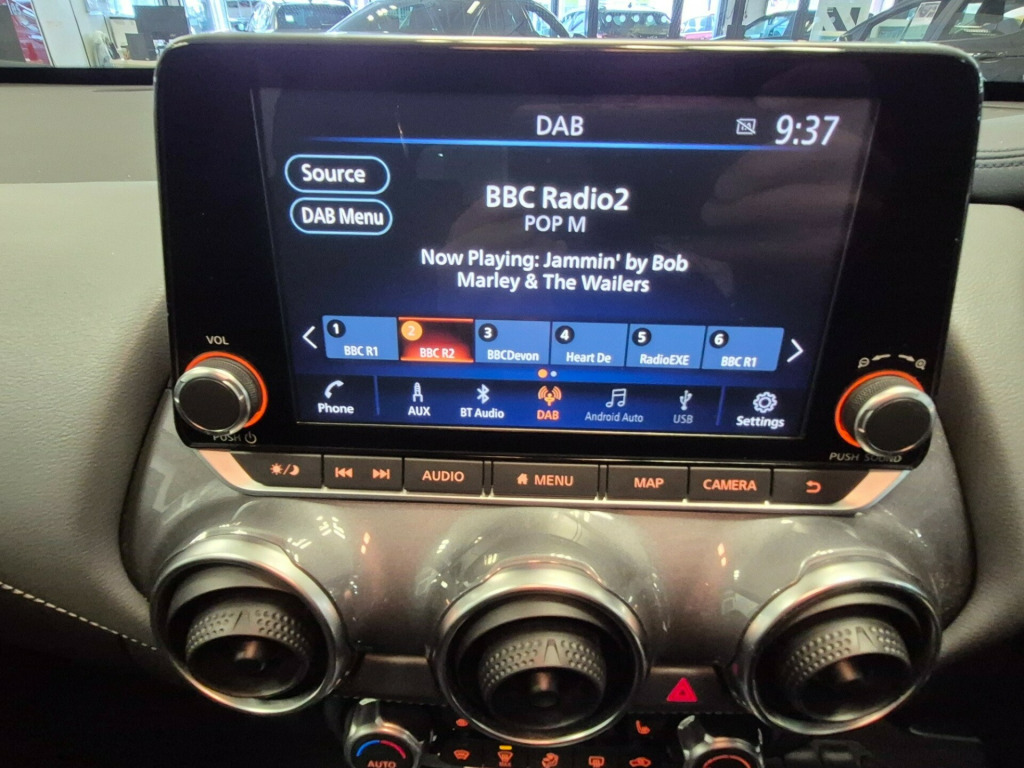 DAB
9:37
Source
DAB Menu
BBC Radio2
POP M
Now Playing: Jammin' by Bob
Marley & The Wailers
1 BBC R1
2 BBC R2
3 BBCDevon
4 Heart De
5 RadioEXE
6 BBC R1
Phone
AUX
BT Audio
DAB
Android Auto
USB
Settings
VOL
PUSH
PUSH SOUND
AUDIO
MENU
MAP
CAMERA
AUTO